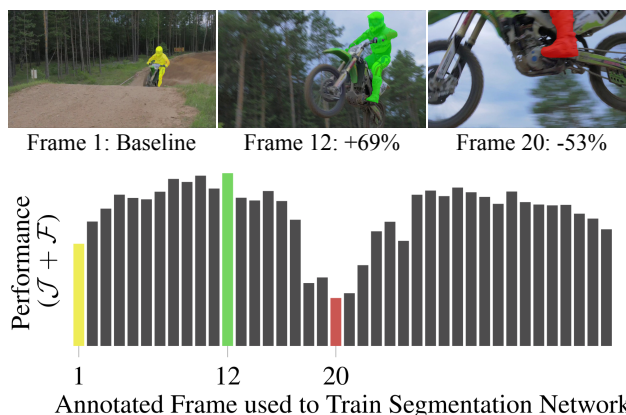 Frame 1: Baseline
Frame 12: +69%
Frame 20: -53%
Performance
(𝒥 + ℱ)
1
12
20
Annotated Frame used to Train Segmentation Network